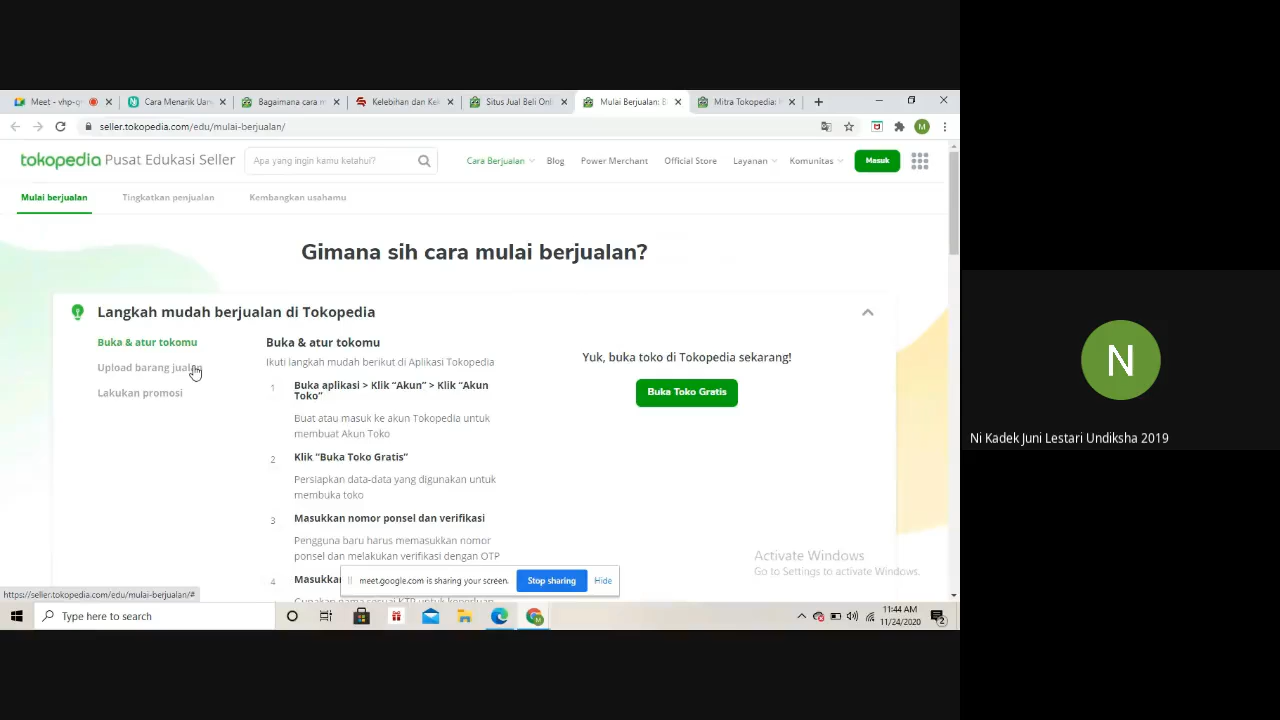 Meet - vhp-q
Cara Menarik Uan
Bagaimana cara m
Kelebihan dan Kek
Situs Jual Beli Onl
Mulai Berjualan: B
Mitra Tokopedia:
seller.tokopedia.com/edu/mulai-berjualan/
M
tokopedia Pusat Edukasi Seller
Apa yang ingin kamu ketahui?
Cara Berjualan
Blog
Power Merchant
Official Store
Layanan
Komunitas
Masuk
Mulai berjualan
Tingkatkan penjualan
Kembangkan usahamu
Gimana sih cara mulai berjualan?
Langkah mudah berjualan di Tokopedia
Buka & atur tokomu
Upload barang jualan
Lakukan promosi
Buka & atur tokomu
Ikuti langkah mudah berikut di Aplikasi Tokopedia
1 Buka aplikasi > Klik “Akun” > Klik “Akun
Toko”
Buat atau masuk ke akun Tokopedia untuk
membuat Akun Toko
2 Klik “Buka Toko Gratis”
Persiapkan data-data yang digunakan untuk
membuka toko
3 Masukkan nomor ponsel dan verifikasi
Pengguna baru harus memasukkan nomor
ponsel dan melakukan verifikasi dengan OTP
4 Masukkan
Yuk, buka toko di Tokopedia sekarang!
Buka Toko Gratis
Activate Windows
Go to Settings to activate Windows.
meet.google.com is sharing your screen.
Stop sharing
Hide
https://seller.tokopedia.com/edu/mulai-berjualan/#
Type here to search
11:44 AM
11/24/2020
2
N
Ni Kadek Juni Lestari Undiksha 2019